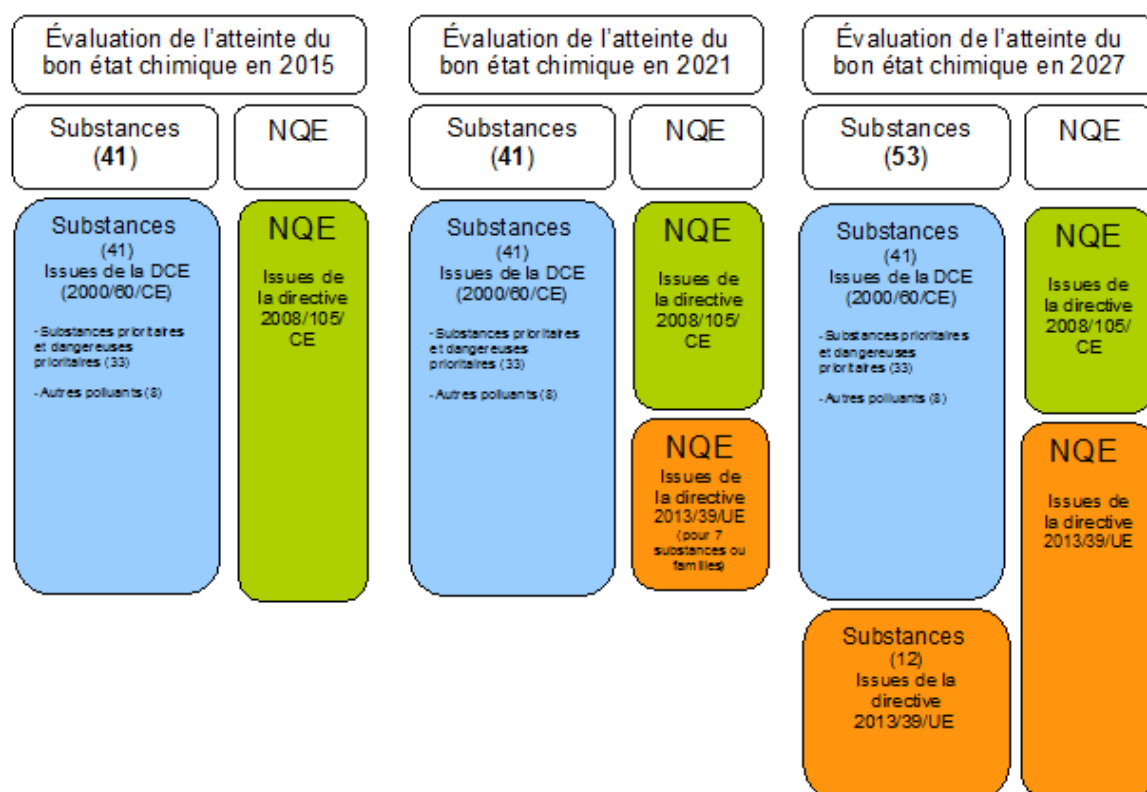 Évaluation de l'atteinte du
bon état chimique en 2015
Substances
(41)
NQE
Substances
(41)
Issues de la DCE
(2000/60/CE)
- Substances prioritaires
et dangereuses
prioritaires (33)
- Autres polluants (8)
NQE
Issues de
la directive
2008/105/
CE
Évaluation de l'atteinte du
bon état chimique en 2021
Substances
(41)
NQE
Substances
(41)
Issues de la DCE
(2000/60/CE)
- Substances prioritaires
et dangereuses
prioritaires (33)
- Autres polluants (8)
NQE
Issues de
la directive
2008/105/
CE
NQE
Issues de
la directive
2013/39/UE
(pour 7
substances ou
familles)
Évaluation de l'atteinte du
bon état chimique en 2027
Substances
(53)
NQE
Substances
(41)
Issues de la DCE
(2000/60/CE)
- Substances prioritaires
et dangereuses
prioritaires (33)
- Autres polluants (8)
Substances
(12)
Issues de la
directive
2013/39/UE
NQE
Issues de
la directive
2008/105/
CE
NQE
Issues de
la directive
2013/39/UE